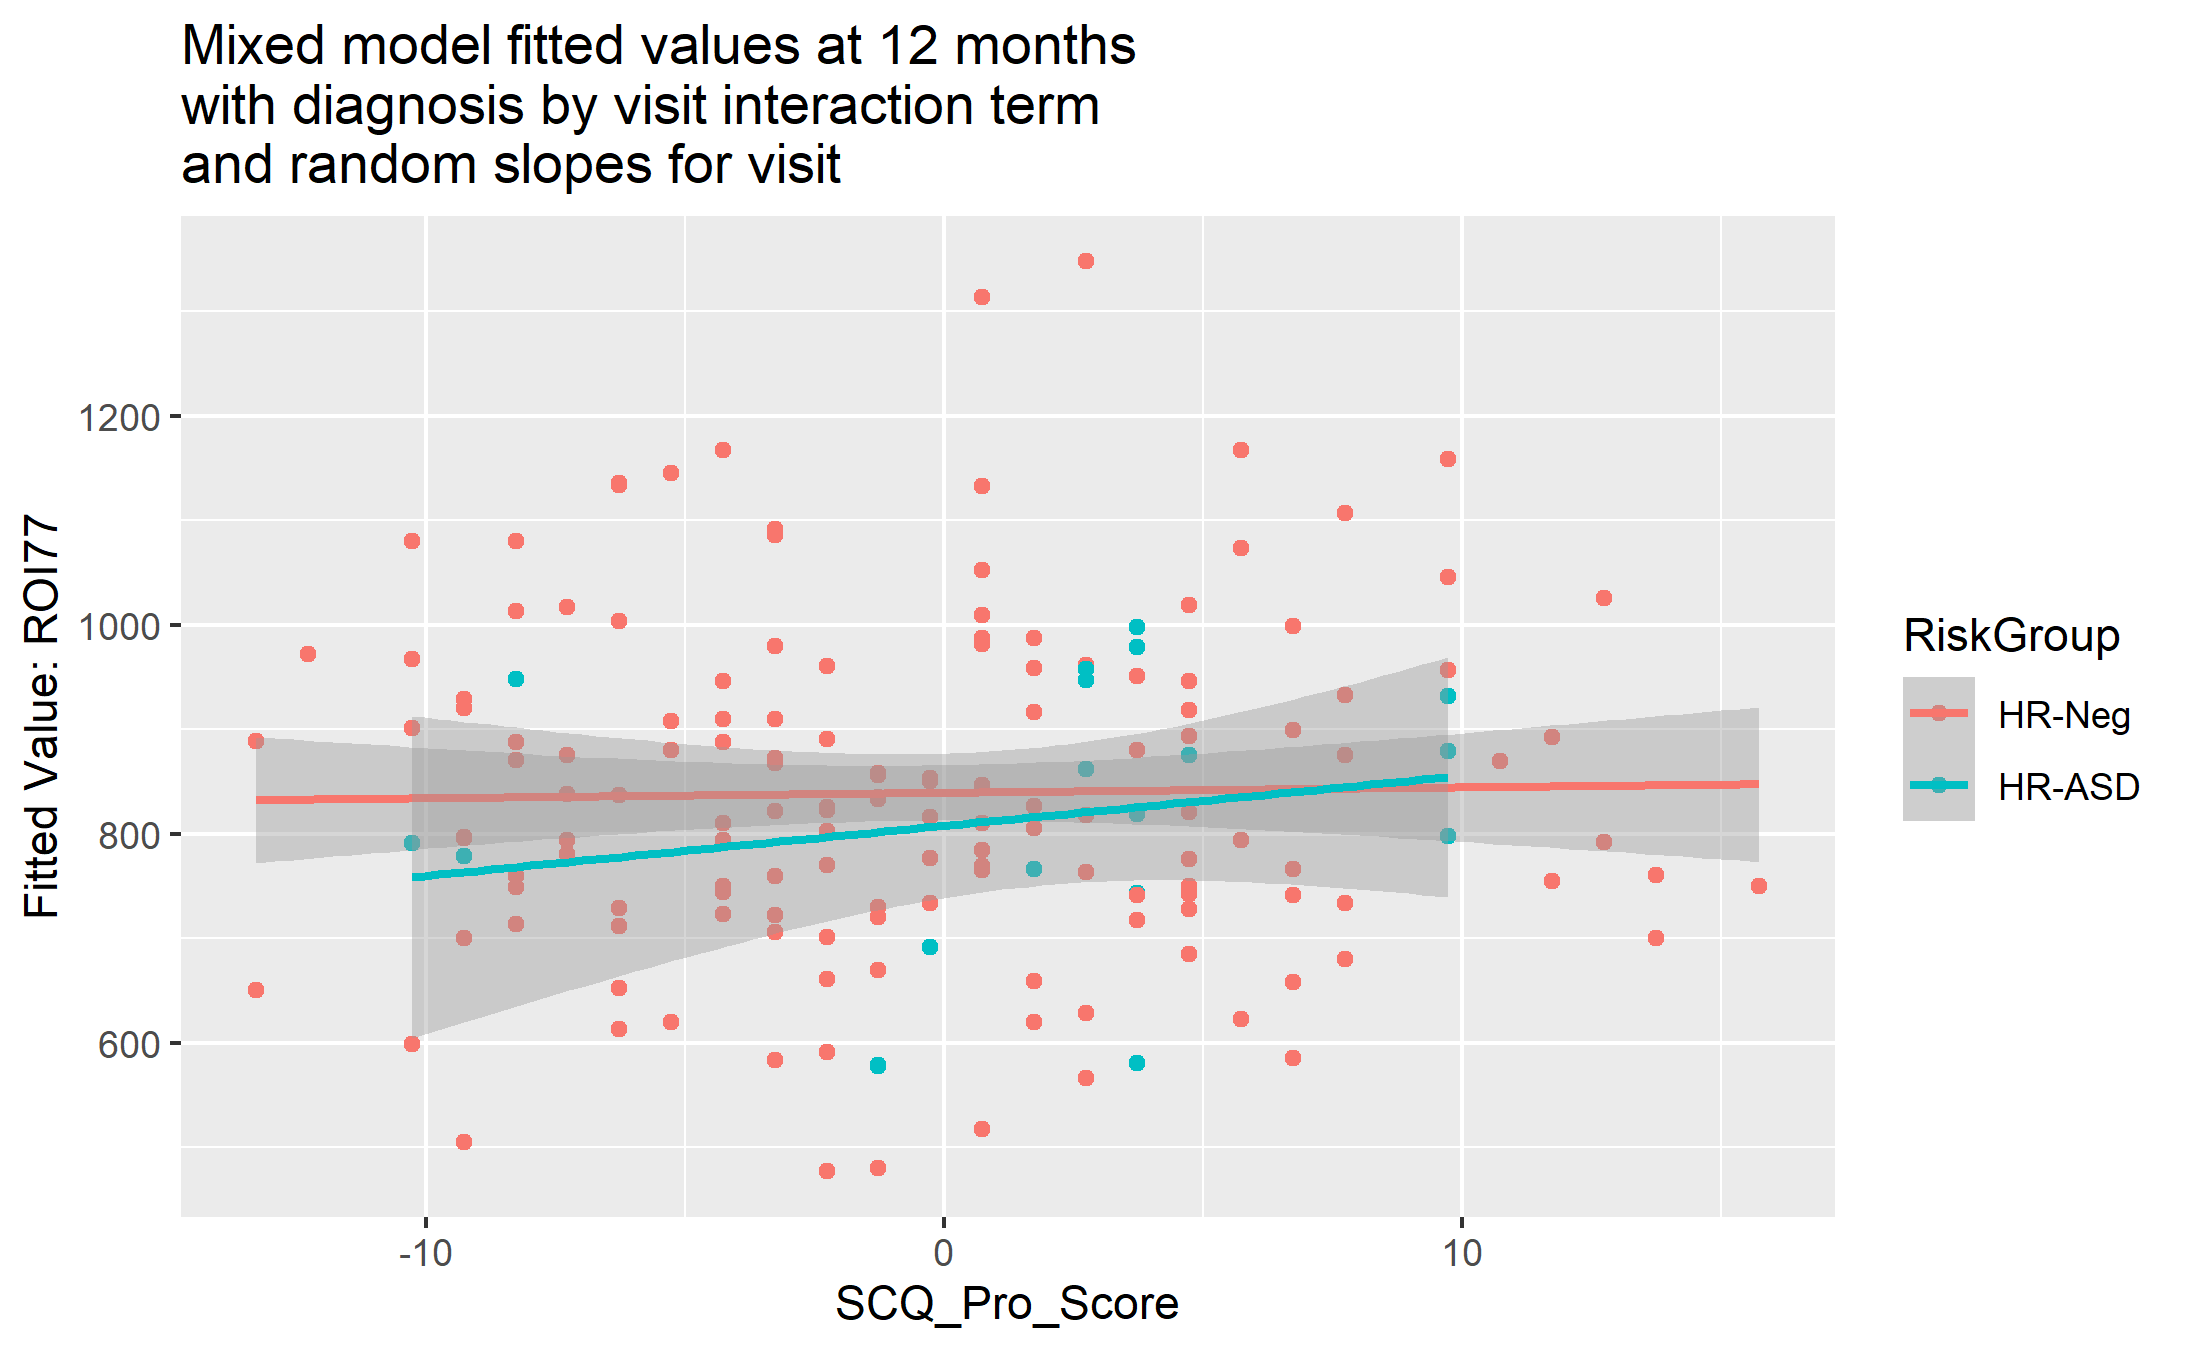 Mixed model fitted values at 12 months
with diagnosis by visit interaction term
and random slopes for visit
Fitted Value: ROI77
1200
1000
800
600
-10
0
10
SCQ_Pro_Score
RiskGroup
HR-Neg
HR-ASD